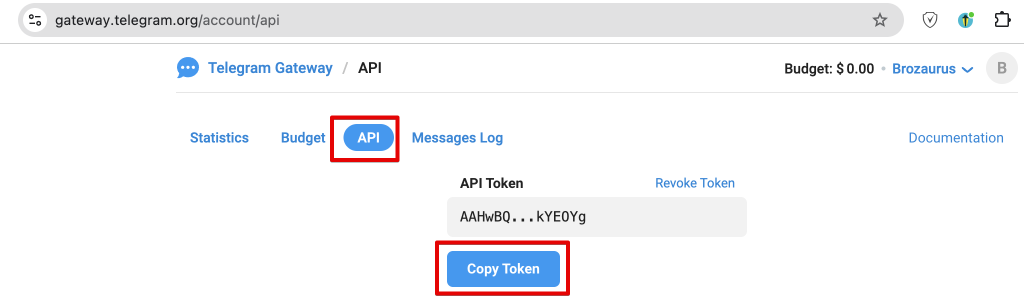 gateway.telegram.org/account/api
Telegram Gateway / API
Budget: $ 0.00 • Brozaurus
B
Statistics
Budget
API
Messages Log
Documentation
API Token
Revoke Token
AAHwBQ...kYEOYg
Copy Token